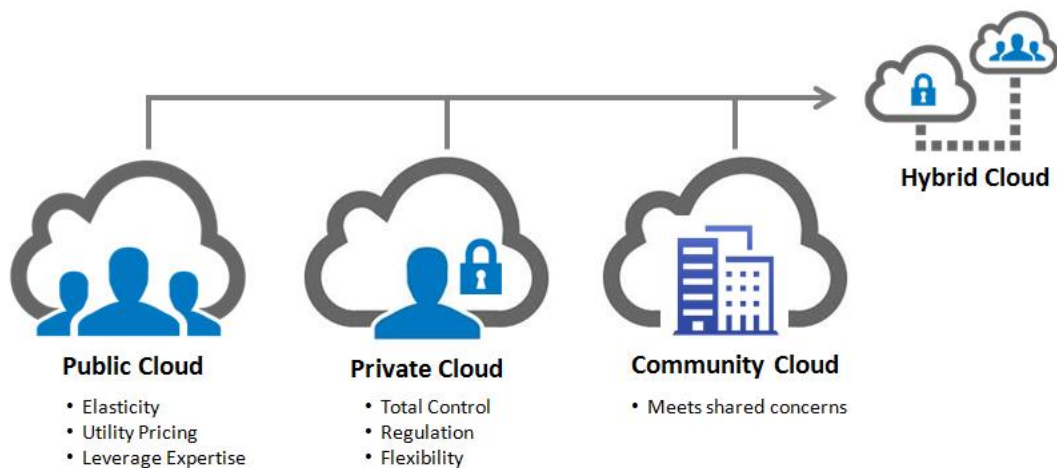 Hybrid Cloud
Public Cloud
• Elasticity
• Utility Pricing
• Leverage Expertise
Private Cloud
• Total Control
• Regulation
• Flexibility
Community Cloud
• Meets shared concerns